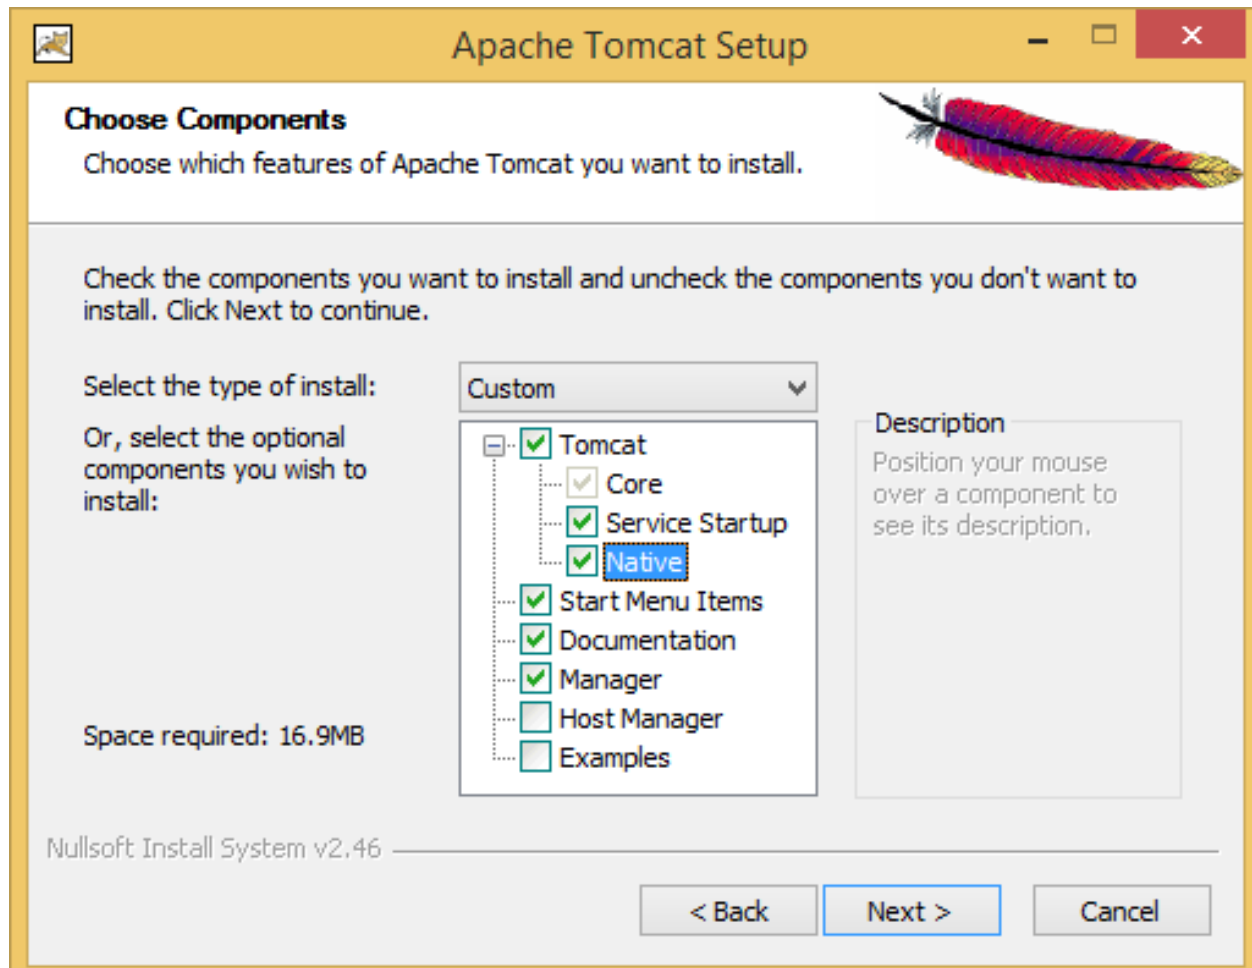 Apache Tomcat Setup
Choose Components
Choose which features of Apache Tomcat you want to install.
Check the components you want to install and uncheck the components you don't want to
install. Click Next to continue.
Select the type of install:
Custom
Or, select the optional
components you wish to
install:
Tomcat
Core
Service Startup
Native
Start Menu Items
Documentation
Manager
Host Manager
Examples
Description
Position your mouse
over a component to
see its description.
Space required: 16.9MB
Nullsoft Install System v2.46
< Back
Next >
Cancel